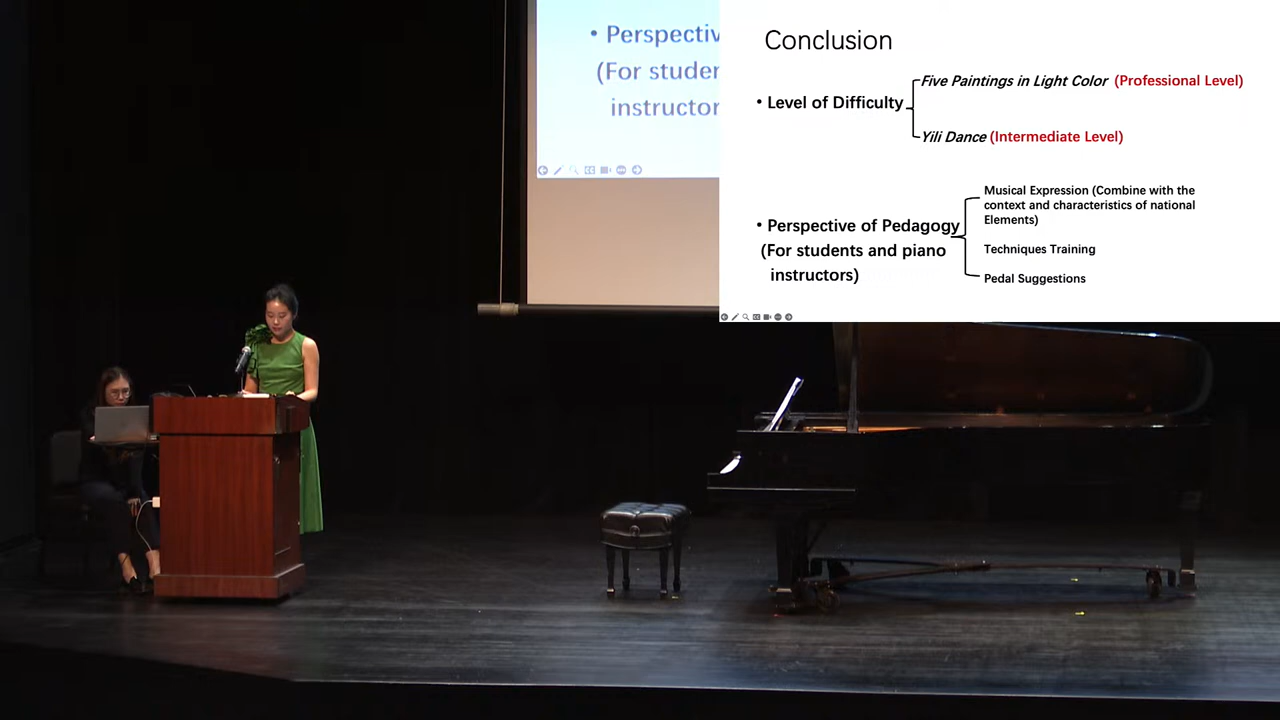 • Perspectiv
(For studer
instructor
Conclusion
• Level of Difficulty
Five Paintings in Light Color (Professional Level)
Yili Dance (Intermediate Level)
• Perspective of Pedagogy
(For students and piano
instructors)
Musical Expression (Combine with the
context and characteristics of national
Elements)
Techniques Training
Pedal Suggestions